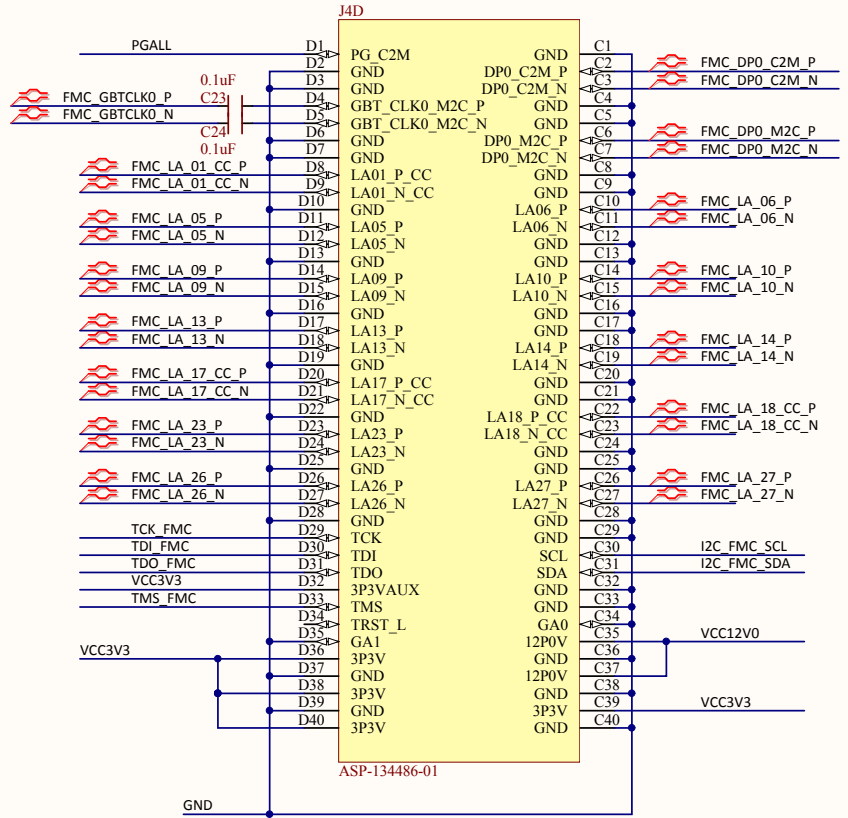 J4D
PGALL D1 PG_C2M GND C1
D2 GND DP0_C2M_P C2 FMC_DP0_C2M_P
0.1uF D3 GND DP0_C2M_N C3 FMC_DP0_C2M_N
FMC_GBTCLK0_P C23 D4 GBT_CLK0_M2C_P GND C4
FMC_GBTCLK0_N C24 D5 GBT_CLK0_M2C_N GND C5
0.1uF D6 GND DP0_M2C_P C6 FMC_DP0_M2C_P
D7 GND DP0_M2C_N C7 FMC_DP0_M2C_N
FMC_LA_01_CC_P D8 LA01_P_CC GND C8
FMC_LA_01_CC_N D9 LA01_N_CC GND C9
D10 GND LA06_P C10 FMC_LA_06_P
FMC_LA_05_P D11 LA05_P LA06_N C11 FMC_LA_06_N
FMC_LA_05_N D12 LA05_N GND C12
D13 GND GND C13
FMC_LA_09_P D14 LA09_P LA10_P C14 FMC_LA_10_P
FMC_LA_09_N D15 LA09_N LA10_N C15 FMC_LA_10_N
D16 GND GND C16
FMC_LA_13_P D17 LA13_P GND C17
FMC_LA_13_N D18 LA13_N LA14_P C18 FMC_LA_14_P
D19 GND LA14_N C19 FMC_LA_14_N
FMC_LA_17_CC_P D20 LA17_P_CC GND C20
FMC_LA_17_CC_N D21 LA17_N_CC GND C21
D22 GND LA18_P_CC C22 FMC_LA_18_CC_P
FMC_LA_23_P D23 LA23_P LA18_N_CC C23 FMC_LA_18_CC_N
FMC_LA_23_N D24 LA23_N GND C24
D25 GND GND C25
FMC_LA_26_P D26 LA26_P LA27_P C26 FMC_LA_27_P
FMC_LA_26_N D27 LA26_N LA27_N C27 FMC_LA_27_N
D28 GND GND C28
TCK_FMC D29 TCK GND C29
TDI_FMC D30 TDI SCL C30 I2C_FMC_SCL
TDO_FMC D31 TDO SDA C31 I2C_FMC_SDA
VCC3V3 D32 3P3VAUX GND C32
TMS_FMC D33 TMS GND C33
D34 TRST_L GA0 C34
D35 GA1 12P0V C35 VCC12V0
VCC3V3 D36 3P3V GND C36
D37 GND 12P0V C37
D38 3P3V GND C38
D39 GND 3P3V C39 VCC3V3
D40 3P3V GND C40
ASP-134486-01
GND